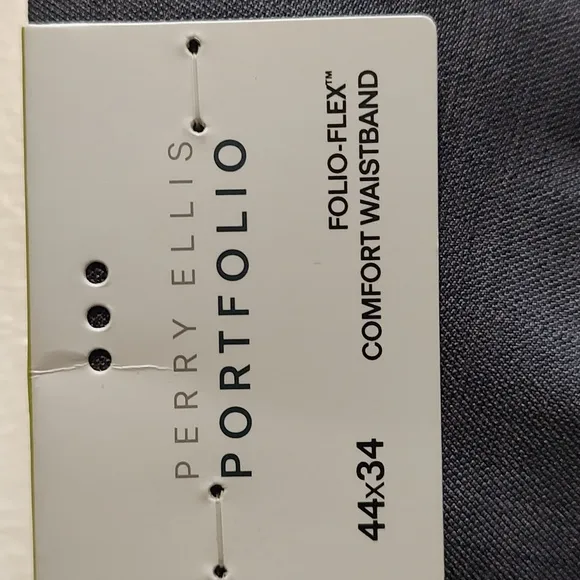 PERRY ELLIS
PORTFOLIO
44x34
FOLIO-FLEX™
COMFORT WAISTBAND